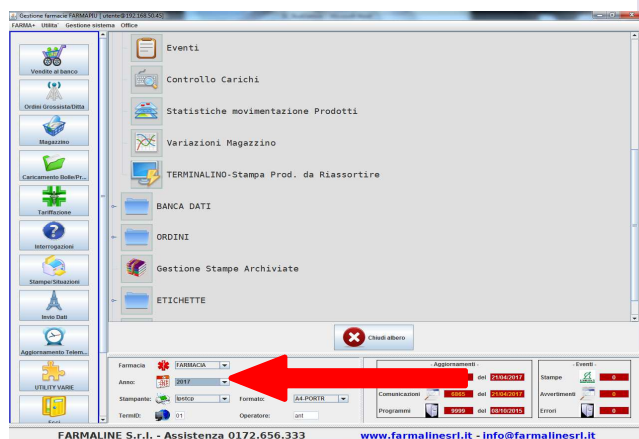 Gestione farmacie FARMAPIU [ utente@192.168.50.45]
FARMA+ Utilita` Gestione sistema Office
Vendite al banco
Ordini Grossista/Ditta
Magazzino
Caricamento Bolle/Pr...
Tariffazione
Interrogazioni
Stampe/Situazioni
Invio Dati
Aggiornamento Telem...
UTILITY VARIE
Esci
Eventi
Controllo Carichi
Statistiche movimentazione Prodotti
Variazioni Magazzino
TERMINALINO-Stampa Prod. da Riassortire
BANCA DATI
ORDINI
Gestione Stampe Archiviate
ETICHETTE
Chiudi albero
Farmacia FARMACIA
Anno: 2017
Stampante: lpstcp Formato: A4-PORTR
TermID: 01 Operatore: ant
- Aggiornamenti -
del 21/04/2017
Comunicazioni 6865 del 21/04/2017
Programmi 9999 del 08/10/2015
- Eventi -
Stampe 0
Avvertimenti 0
Errori 0
FARMALINE S.r.l. - Assistenza 0172.656.333 www.farmalinesrl.it - info@farmalinesrl.it